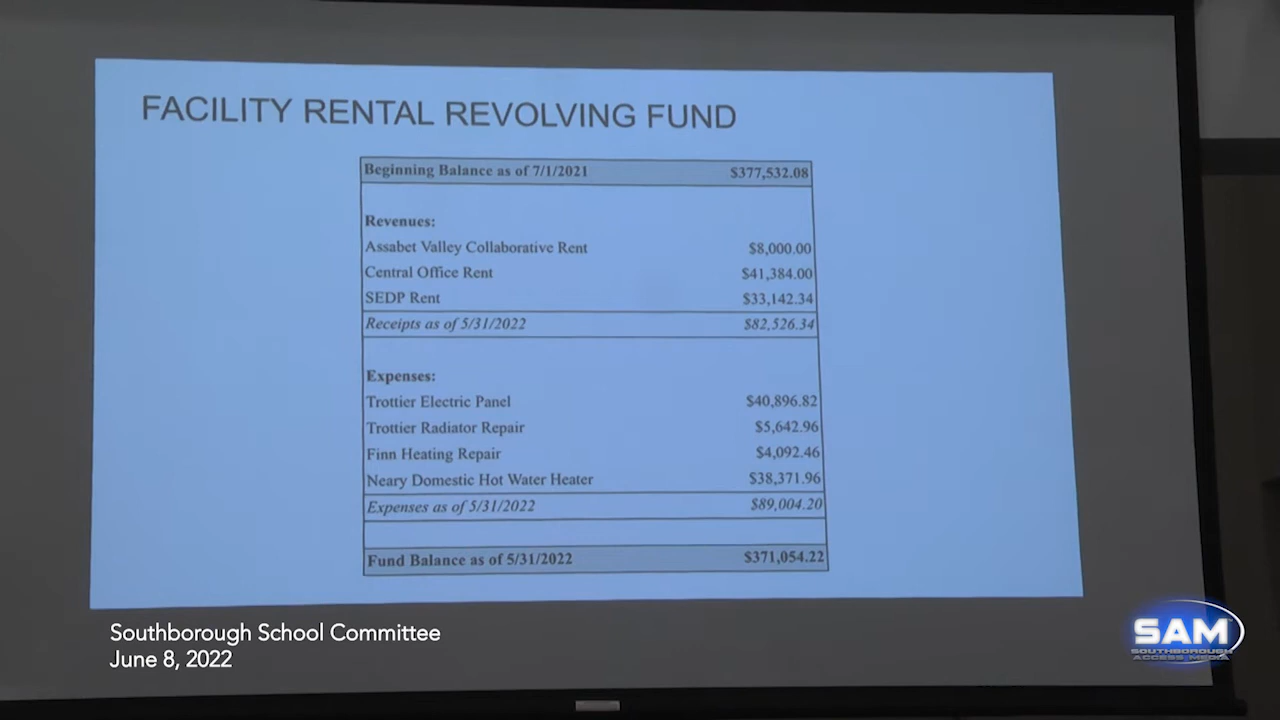 FACILITY RENTAL REVOLVING FUND
Beginning Balance as of 7/1/2021 $377,532.08
Revenues:
Assabet Valley Collaborative Rent $8,000.00
Central Office Rent $41,384.00
SEDP Rent $33,142.34
Receipts as of 5/31/2022 $82,526.34
Expenses:
Trottier Electric Panel $40,896.82
Trottier Radiator Repair $5,642.96
Finn Heating Repair $4,092.46
Neary Domestic Hot Water Heater $38,371.96
Expenses as of 5/31/2022 $89,004.20
Fund Balance as of 5/31/2022 $371,054.22
Southborough School Committee
June 8, 2022
SAM
SOUTHBOROUGH
ACCESS MEDIA